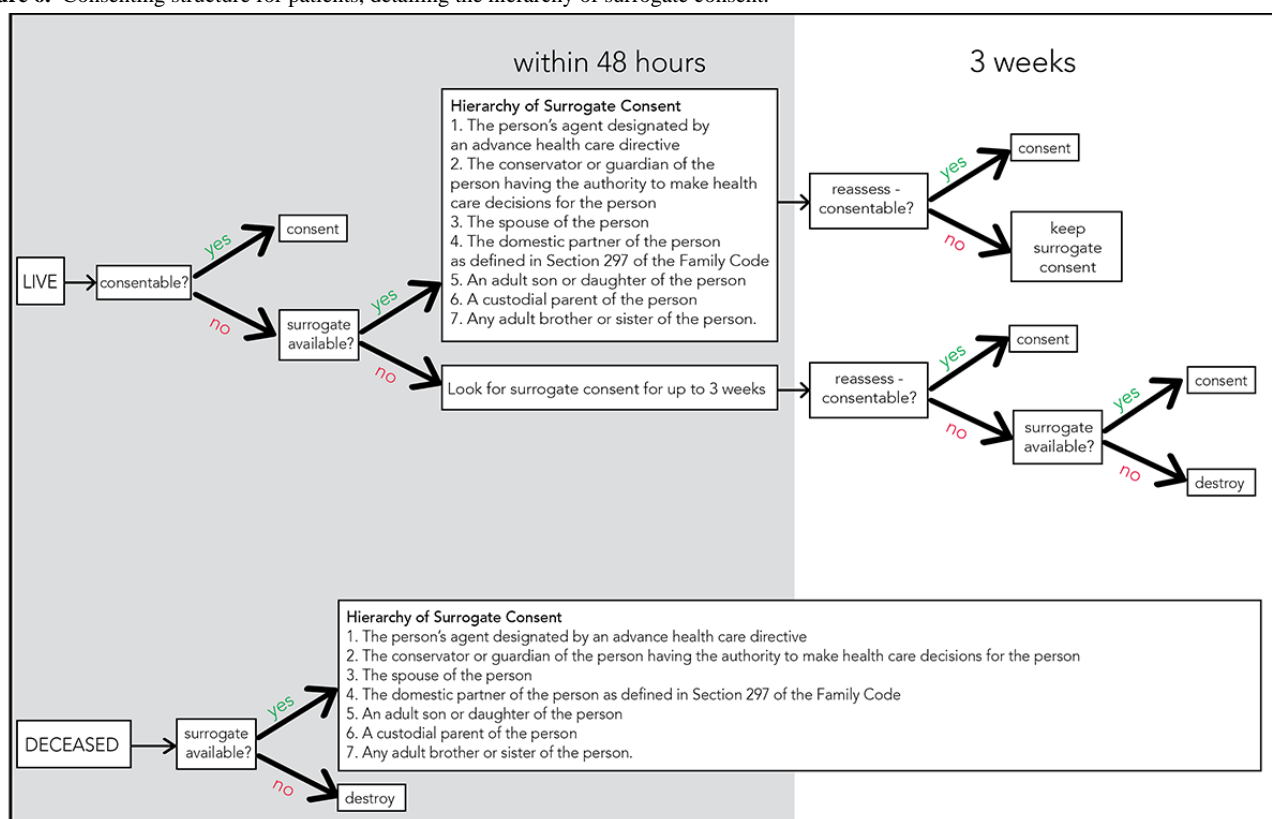 Consenting structure for patients, detailing the hierarchy of surrogate consent.
within 48 hours
3 weeks
Hierarchy of Surrogate Consent
1. The person's agent designated by
an advance health care directive
2. The conservator or guardian of the
person having the authority to make health
care decisions for the person
3. The spouse of the person
4. The domestic partner of the person
as defined in Section 297 of the Family Code
5. An adult son or daughter of the person
6. A custodial parent of the person
7. Any adult brother or sister of the person.
LIVE
consentable?
yes
consent
no
surrogate
available?
yes
no
Look for surrogate consent for up to 3 weeks
reassess -
consentable?
yes
consent
no
keep
surrogate
consent
reassess -
consentable?
yes
consent
no
surrogate
available?
yes
consent
no
destroy
DECEASED
surrogate
available?
yes
Hierarchy of Surrogate Consent
1. The person's agent designated by an advance health care directive
2. The conservator or guardian of the person having the authority to make health care decisions for the person
3. The spouse of the person
4. The domestic partner of the person as defined in Section 297 of the Family Code
5. An adult son or daughter of the person
6. A custodial parent of the person
7. Any adult brother or sister of the person.
no
destroy